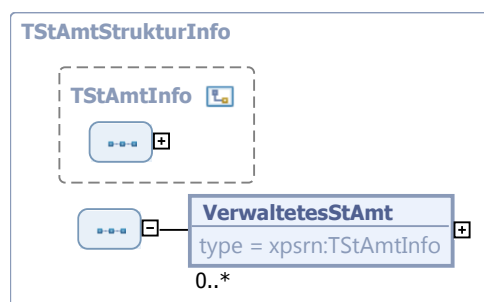 TStAmtStrukturInfo
TStAmtInfo
VerwaltetesStAmt
type = xpsrn:TStAmtInfo
0..*